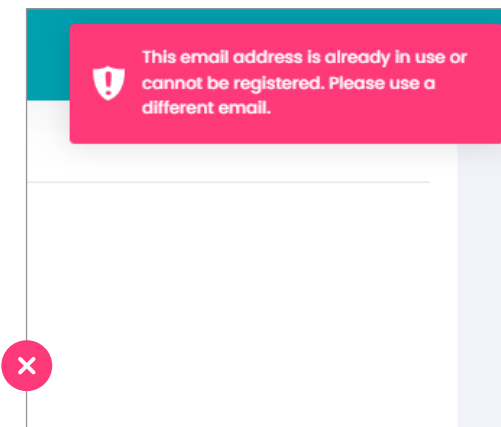 This email address is already in use or
cannot be registered. Please use a
different email.